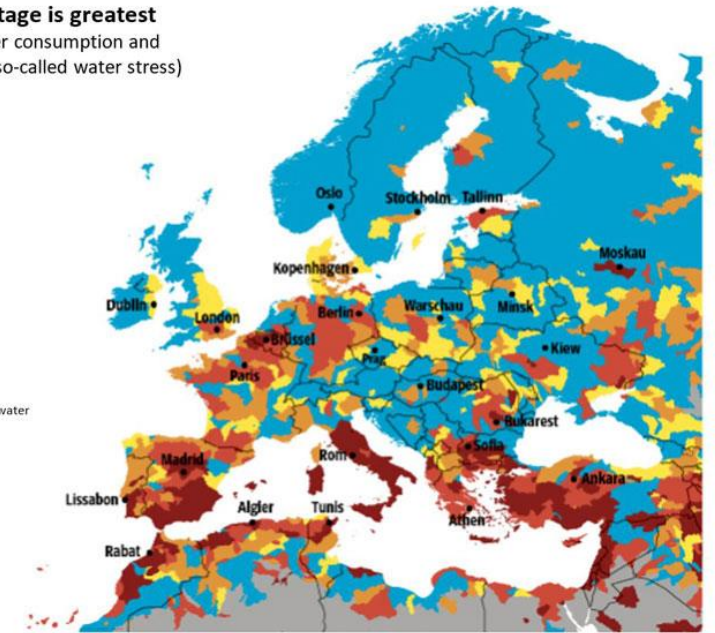 tage is greatest
er consumption and
so-called water stress)
Oslo
Stockholm
Tallinn
Moskau
Kopenhagen
Dublin
London
Berlin
Warschau
Minsk
Brüssel
Prag
Kiew
Paris
Budapest
Bukarest
water
Madrid
Rom
Sofia
Ankara
Lissabon
Algier
Tunis
Athen
Rabat